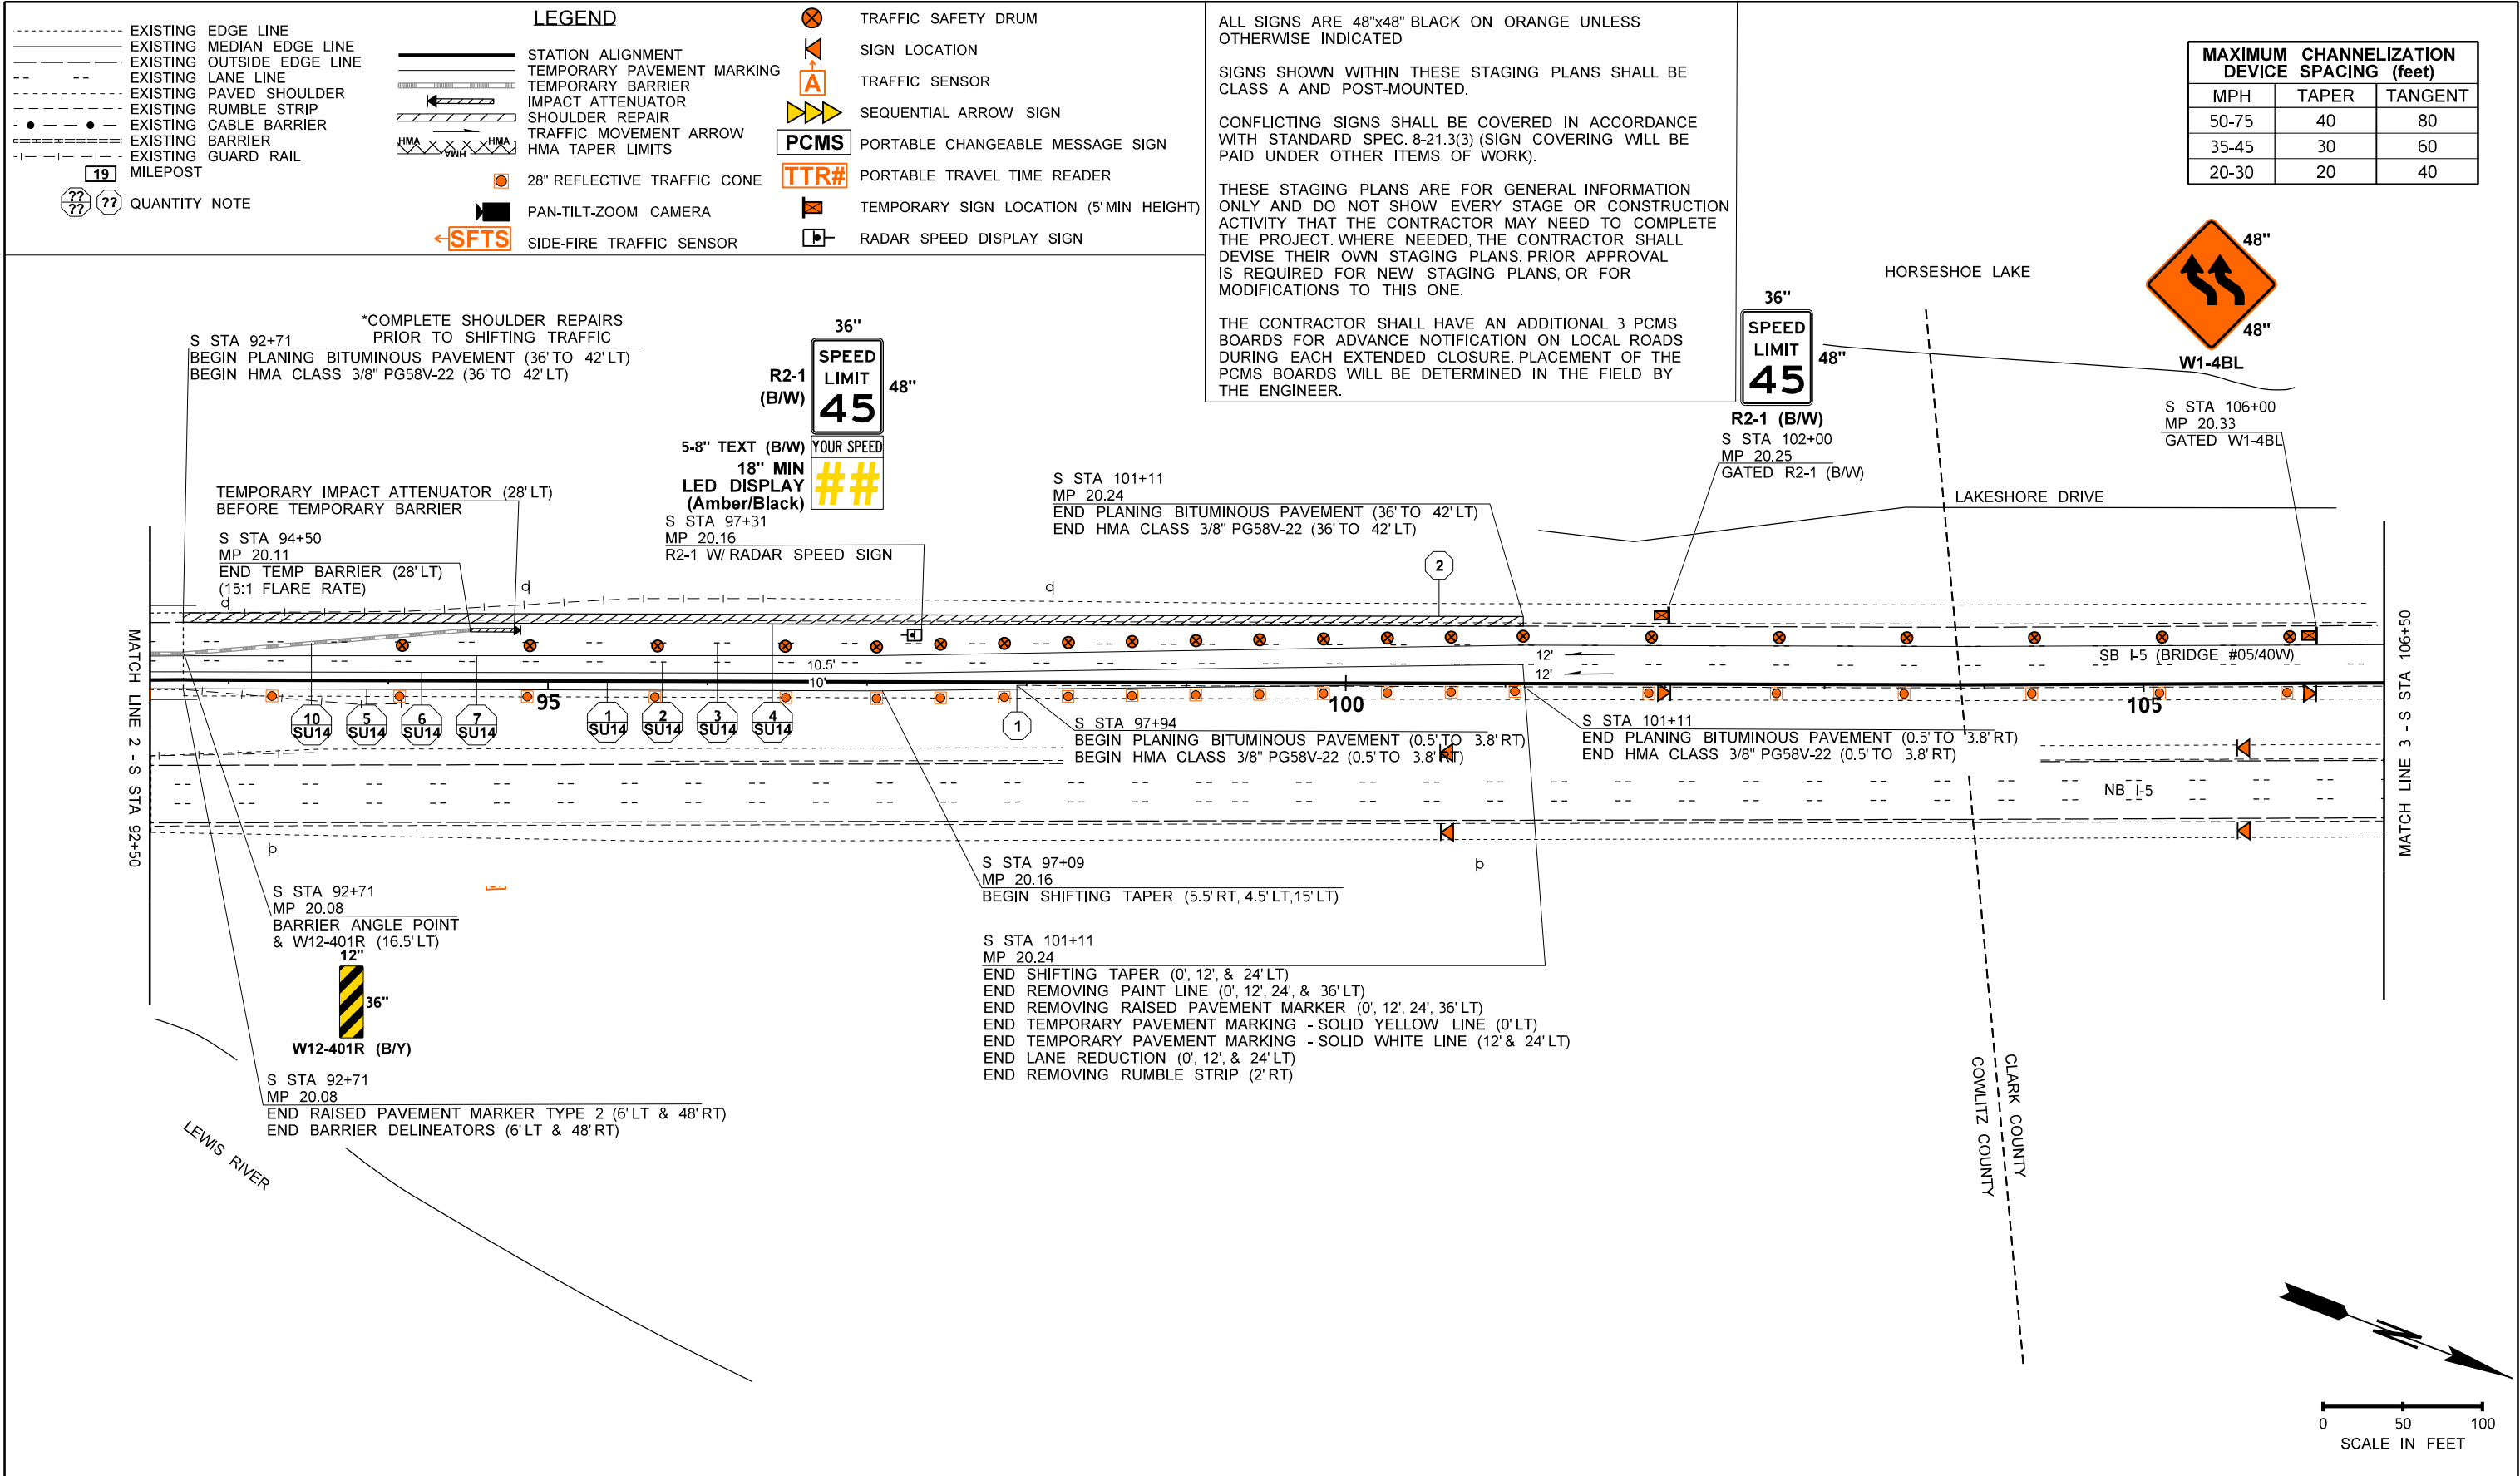 LEGEND
EXISTING EDGE LINE
EXISTING MEDIAN EDGE LINE
EXISTING OUTSIDE EDGE LINE
EXISTING LANE LINE
EXISTING PAVED SHOULDER
EXISTING RUMBLE STRIP
EXISTING CABLE BARRIER
EXISTING BARRIER
EXISTING GUARD RAIL
19 MILEPOST
??
??
??
QUANTITY NOTE
STATION ALIGNMENT
TEMPORARY PAVEMENT MARKING
TEMPORARY BARRIER
IMPACT ATTENUATOR
SHOULDER REPAIR
TRAFFIC MOVEMENT ARROW
HMA HMA HMA
HMA TAPER LIMITS
28" REFLECTIVE TRAFFIC CONE
PAN-TILT-ZOOM CAMERA
SFTS SIDE-FIRE TRAFFIC SENSOR
TRAFFIC SAFETY DRUM
SIGN LOCATION
A TRAFFIC SENSOR
SEQUENTIAL ARROW SIGN
PCMS PORTABLE CHANGEABLE MESSAGE SIGN
TTR# PORTABLE TRAVEL TIME READER
TEMPORARY SIGN LOCATION (5' MIN HEIGHT)
RADAR SPEED DISPLAY SIGN
ALL SIGNS ARE 48"x48" BLACK ON ORANGE UNLESS
OTHERWISE INDICATED
SIGNS SHOWN WITHIN THESE STAGING PLANS SHALL BE
CLASS A AND POST-MOUNTED.
CONFLICTING SIGNS SHALL BE COVERED IN ACCORDANCE
WITH STANDARD SPEC. 8-21.3(3) (SIGN COVERING WILL BE
PAID UNDER OTHER ITEMS OF WORK).
THESE STAGING PLANS ARE FOR GENERAL INFORMATION
ONLY AND DO NOT SHOW EVERY STAGE OR CONSTRUCTION
ACTIVITY THAT THE CONTRACTOR MAY NEED TO COMPLETE
THE PROJECT. WHERE NEEDED, THE CONTRACTOR SHALL
DEVISE THEIR OWN STAGING PLANS. PRIOR APPROVAL
IS REQUIRED FOR NEW STAGING PLANS, OR FOR
MODIFICATIONS TO THIS ONE.
THE CONTRACTOR SHALL HAVE AN ADDITIONAL 3 PCMS
BOARDS FOR ADVANCE NOTIFICATION ON LOCAL ROADS
DURING EACH EXTENDED CLOSURE. PLACEMENT OF THE
PCMS BOARDS WILL BE DETERMINED IN THE FIELD BY
THE ENGINEER.
MAXIMUM CHANNELIZATION
DEVICE SPACING (feet)
MPH TAPER TANGENT
50-75 40 80
35-45 30 60
20-30 20 40
48"
48"
W1-4BL
HORSESHOE LAKE
36"
SPEED
LIMIT
45
48"
R2-1 (B/W)
S STA 102+00
MP 20.25
GATED R2-1 (B/W)
S STA 106+00
MP 20.33
GATED W1-4BL
LAKESHORE DRIVE
*COMPLETE SHOULDER REPAIRS
PRIOR TO SHIFTING TRAFFIC
S STA 92+71
BEGIN PLANING BITUMINOUS PAVEMENT (36' TO 42' LT)
BEGIN HMA CLASS 3/8" PG58V-22 (36' TO 42' LT)
36"
SPEED
LIMIT
45
48"
R2-1
(B/W)
5-8" TEXT (B/W)
YOUR SPEED
18" MIN
LED DISPLAY
(Amber/Black)
##
S STA 97+31
MP 20.16
R2-1 W/ RADAR SPEED SIGN
TEMPORARY IMPACT ATTENUATOR (28' LT)
BEFORE TEMPORARY BARRIER
S STA 94+50
MP 20.11
END TEMP BARRIER (28' LT)
(15:1 FLARE RATE)
S STA 101+11
MP 20.24
END PLANING BITUMINOUS PAVEMENT (36' TO 42' LT)
END HMA CLASS 3/8" PG58V-22 (36' TO 42' LT)
2
MATCH LINE 2 - S STA 92+50
MATCH LINE 3 - S STA 106+50
10.5'
10'
12'
12'
SB I-5 (BRIDGE #05/40W)
95
100
105
10
SU14
5
SU14
6
SU14
7
SU14
1
SU14
2
SU14
3
SU14
4
SU14
1
S STA 97+94
BEGIN PLANING BITUMINOUS PAVEMENT (0.5' TO 3.8' RT)
BEGIN HMA CLASS 3/8" PG58V-22 (0.5' TO 3.8' RT)
S STA 101+11
END PLANING BITUMINOUS PAVEMENT (0.5' TO 3.8' RT)
END HMA CLASS 3/8" PG58V-22 (0.5' TO 3.8' RT)
NB I-5
S STA 97+09
MP 20.16
BEGIN SHIFTING TAPER (5.5' RT, 4.5' LT, 15' LT)
S STA 92+71
MP 20.08
BARRIER ANGLE POINT
& W12-401R (16.5' LT)
12"
36"
W12-401R (B/Y)
S STA 101+11
MP 20.24
END SHIFTING TAPER (0', 12', & 24' LT)
END REMOVING PAINT LINE (0', 12', 24', & 36' LT)
END REMOVING RAISED PAVEMENT MARKER (0', 12', 24', 36' LT)
END TEMPORARY PAVEMENT MARKING - SOLID YELLOW LINE (0' LT)
END TEMPORARY PAVEMENT MARKING - SOLID WHITE LINE (12' & 24' LT)
END LANE REDUCTION (0', 12', & 24' LT)
END REMOVING RUMBLE STRIP (2' RT)
S STA 92+71
MP 20.08
END RAISED PAVEMENT MARKER TYPE 2 (6' LT & 48' RT)
END BARRIER DELINEATORS (6' LT & 48' RT)
LEWIS RIVER
CLARK COUNTY
COWLITZ COUNTY
0 50 100
SCALE IN FEET